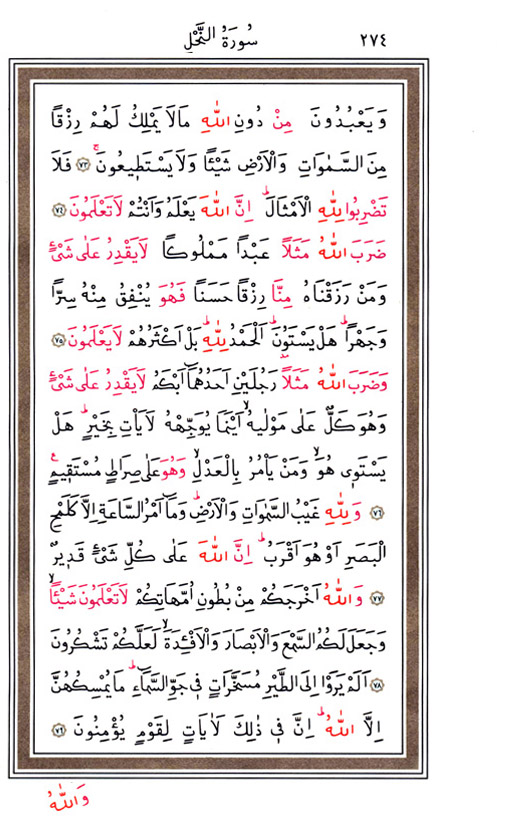 ٢٧٤ سُورَةُ النَّحْلِ
وَيَعْبُدُونَ مِنْ دُونِ اللّٰهِ مَالَا يَمْلِكُ لَهُمْ رِزْقًا
مِنَ السَّمٰوَاتِ وَالْاَرْضِ شَيْـًٔا وَلَا يَسْتَط۪يعُونَۚ ﴿٧٣﴾ فَلَا
تَضْرِبُوا لِلّٰهِ الْاَمْثَالَۜ اِنَّ اللّٰهَ يَعْلَمُ وَاَنْتُمْ لَا تَعْلَمُونَ ﴿٧٤﴾
ضَرَبَ اللّٰهُ مَثَلًا عَبْدًا مَمْلُوكًا لَا يَقْدِرُ عَلٰى شَيْءٍ
وَمَنْ رَزَقْنَاهُ مِنَّا رِزْقًا حَسَنًا فَهُوَ يُنْفِقُ مِنْهُ سِرًّا
وَجَهْرًاۜ هَلْ يَسْتَوُ۫نَۜ اَلْحَمْدُ لِلّٰهِۜ بَلْ اَكْثَرُهُمْ لَا يَعْلَمُونَ ﴿٧٥﴾
وَضَرَبَ اللّٰهُ مَثَلًا رَجُلَيْنِ اَحَدُهُمَٓا اَبْكَمُ لَا يَقْدِرُ عَلٰى شَيْءٍ
وَهُوَ كَلٌّ عَلٰى مَوْلٰيهُۙ اَيْنَمَا يُوَجِّهْهُ لَا يَأْتِ بِخَيْرٍۜ هَلْ
يَسْتَو۪ي هُوَۙ وَمَنْ يَأْمُرُ بِالْعَدْلِۙ وَهُوَ عَلٰى صِرَاطٍ مُسْتَق۪يمٍ۟
﴿٧٦﴾ وَلِلّٰهِ غَيْبُ السَّمٰوَاتِ وَالْاَرْضِۜ وَمَٓا اَمْرُ السَّاعَةِ اِلَّا كَلَمْحِ
الْبَصَرِ اَوْ هُوَ اَقْرَبُۜ اِنَّ اللّٰهَ عَلٰى كُلِّ شَيْءٍ قَد۪يرٌ
﴿٧٧﴾ وَاللّٰهُ اَخْرَجَكُمْ مِنْ بُطُونِ اُمَّهَاتِكُمْ لَا تَعْلَمُونَ شَيْـًٔاۙ
وَجَعَلَ لَكُمُ السَّمْعَ وَالْاَبْصَارَ وَالْاَفْـِٔدَةَۙ لَعَلَّكُمْ تَشْكُرُونَ
﴿٧٨﴾ اَلَمْ يَرَوْا اِلَى الطَّيْرِ مُسَخَّرَاتٍ ف۪ي جَوِّ السَّمَٓاءِۜ مَا يُمْسِكُهُنَّ
اِلَّا اللّٰهُۜ اِنَّ ف۪ي ذٰلِكَ لَاٰيَاتٍ لِقَوْمٍ يُؤْمِنُونَ ﴿٧٩﴾
وَاللّٰهُ